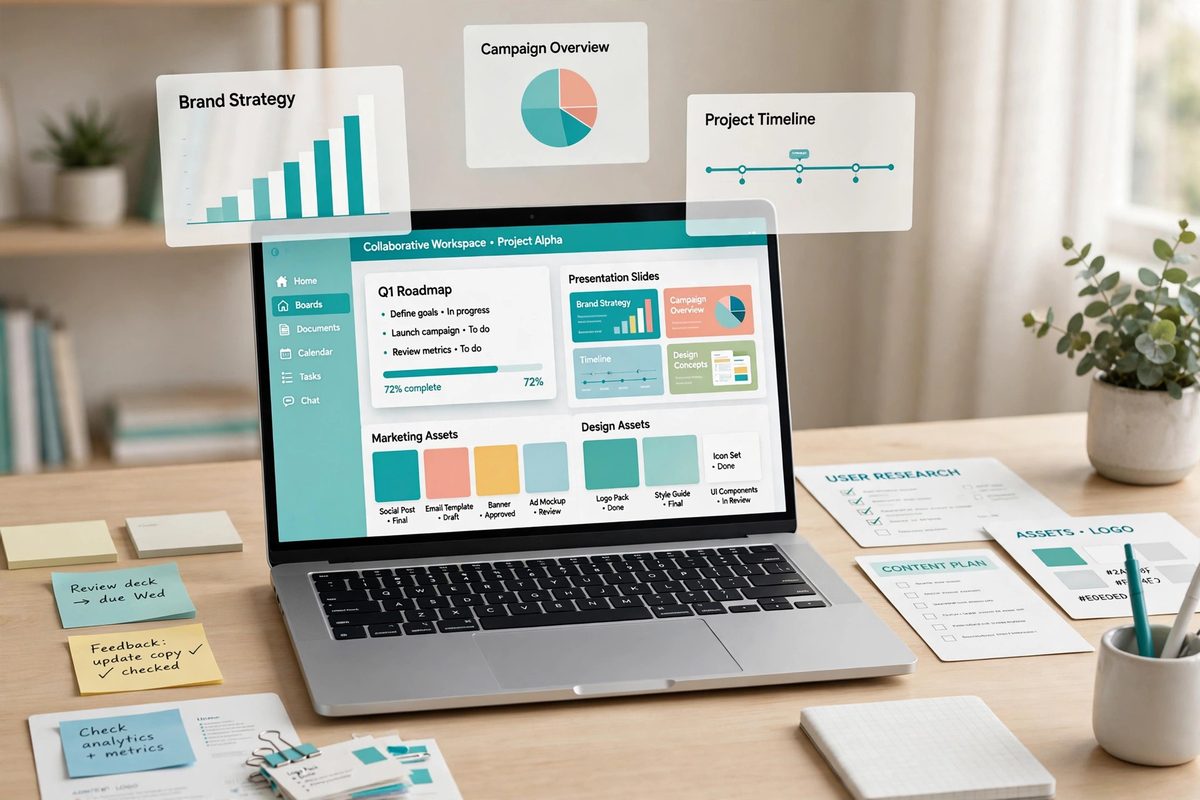 Campaign Overview
Brand Strategy
Project Timeline
Collaborative Workspace • Project Alpha
Home
Boards
Documents
Calendar
Tasks
Chat
Q1 Roadmap
• Define goals • In progress
• Launch campaign • To do
• Review metrics • To do
72% complete
72%
Presentation Slides
Brand Strategy
Campaign
Overview
Timeline
Design
Concepts
Marketing Assets
Social Post
• Final
Email Template
• Draft
Banner
• Approved
Ad Mockup
• Review
Design Assets
Logo Pack
• Done
Style Guide
• Final
Icon Set
• Done
UI Components
• In Review
Review deck
→ due Wed
Feedback:
update copy ✓
✓ checked
Check
analytics
+ metrics
USER RESEARCH
ASSETS • LOGO
#E0EDED
CONTENT PLAN